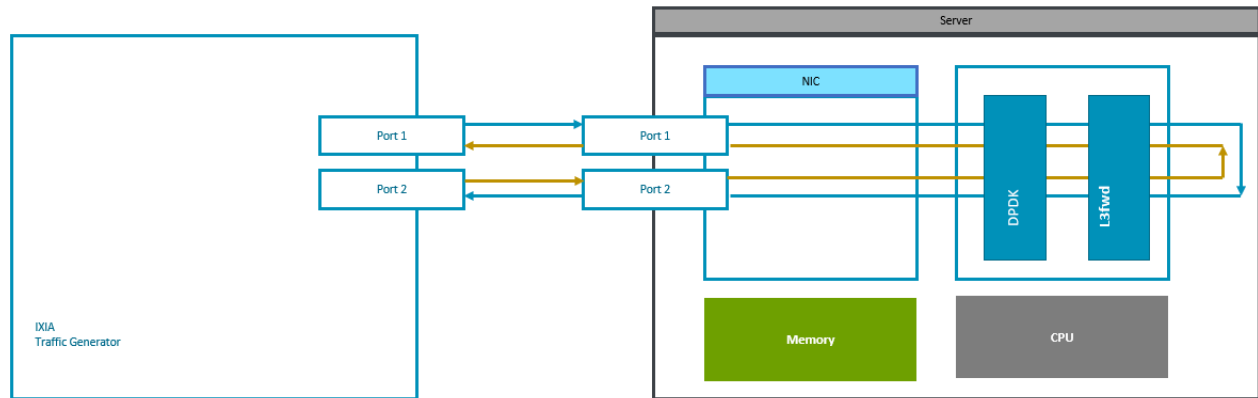 Server
NIC
Port 1
Port 1
Port 2
Port 2
DPDK
L3fwd
IXIA
Traffic Generator
Memory
CPU